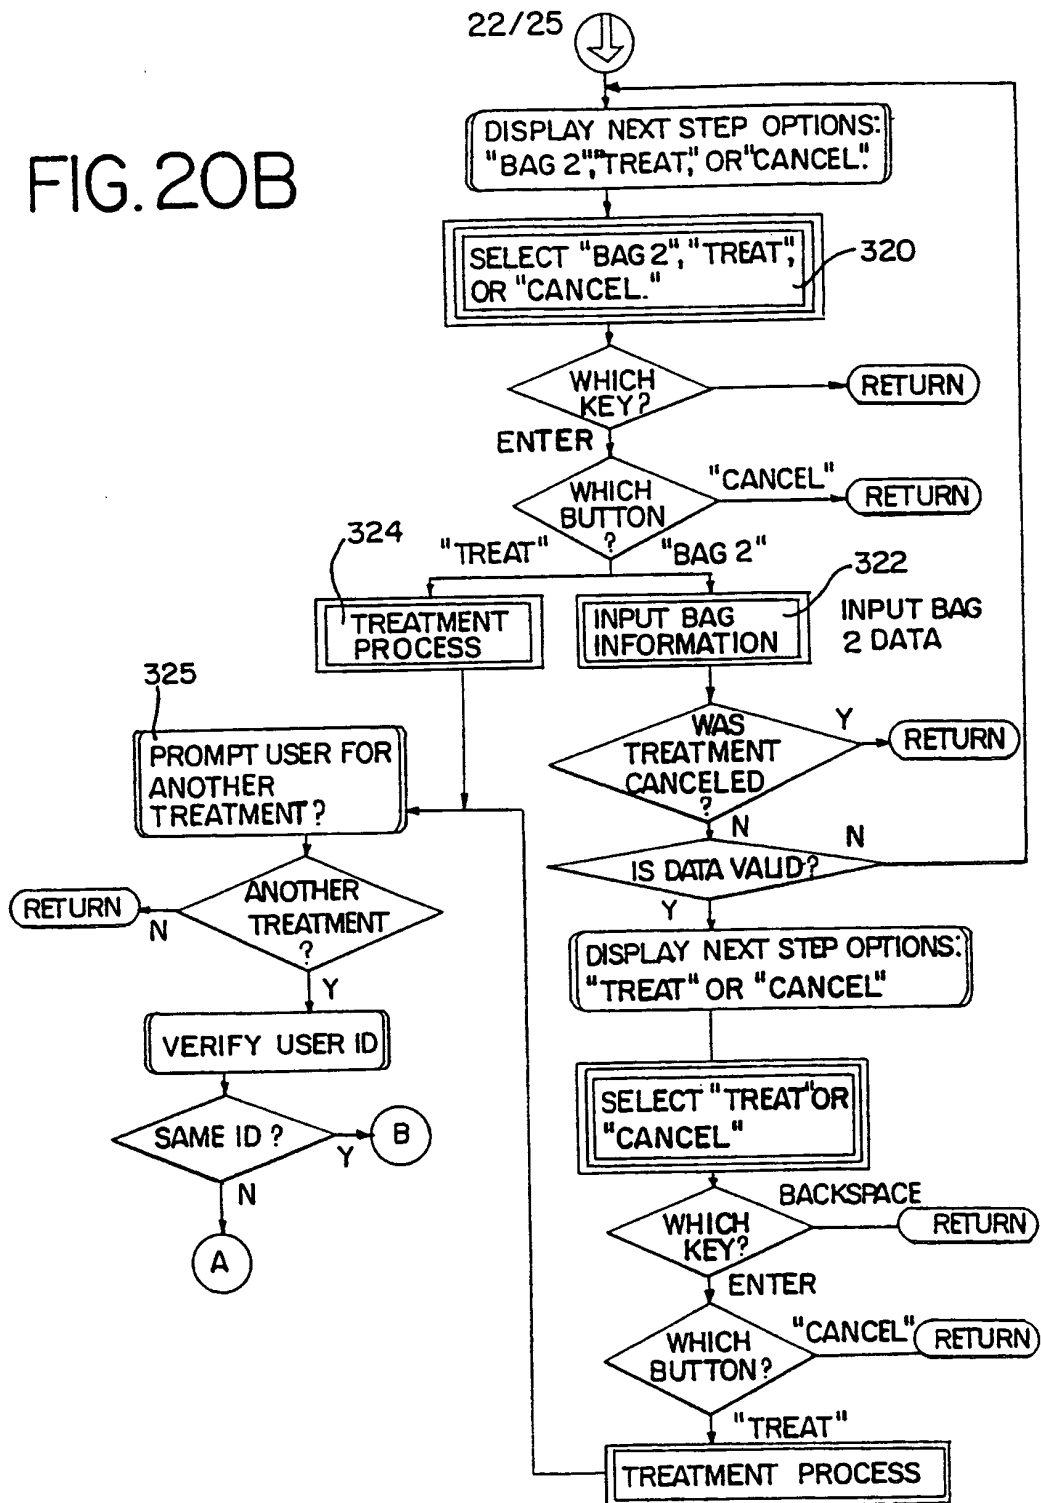 22/25
FIG. 20B
DISPLAY NEXT STEP OPTIONS:
"BAG 2","TREAT," OR "CANCEL".
SELECT "BAG 2", "TREAT",
OR "CANCEL."
320
WHICH
KEY?
RETURN
ENTER
WHICH
BUTTON
?
"CANCEL"
RETURN
324
"TREAT"
"BAG 2"
322
TREATMENT
PROCESS
INPUT BAG
INFORMATION
INPUT BAG
2 DATA
325
PROMPT USER FOR
ANOTHER
TREATMENT?
WAS
TREATMENT
CANCELED
?
Y
RETURN
N
IS DATA VALID?
N
Y
ANOTHER
TREATMENT
?
RETURN
N
Y
DISPLAY NEXT STEP OPTIONS:
"TREAT" OR "CANCEL"
VERIFY USER ID
SELECT "TREAT" OR
"CANCEL"
SAME ID?
Y
B
N
A
WHICH
KEY?
BACKSPACE
RETURN
ENTER
WHICH
BUTTON?
"CANCEL"
RETURN
"TREAT"
TREATMENT PROCESS